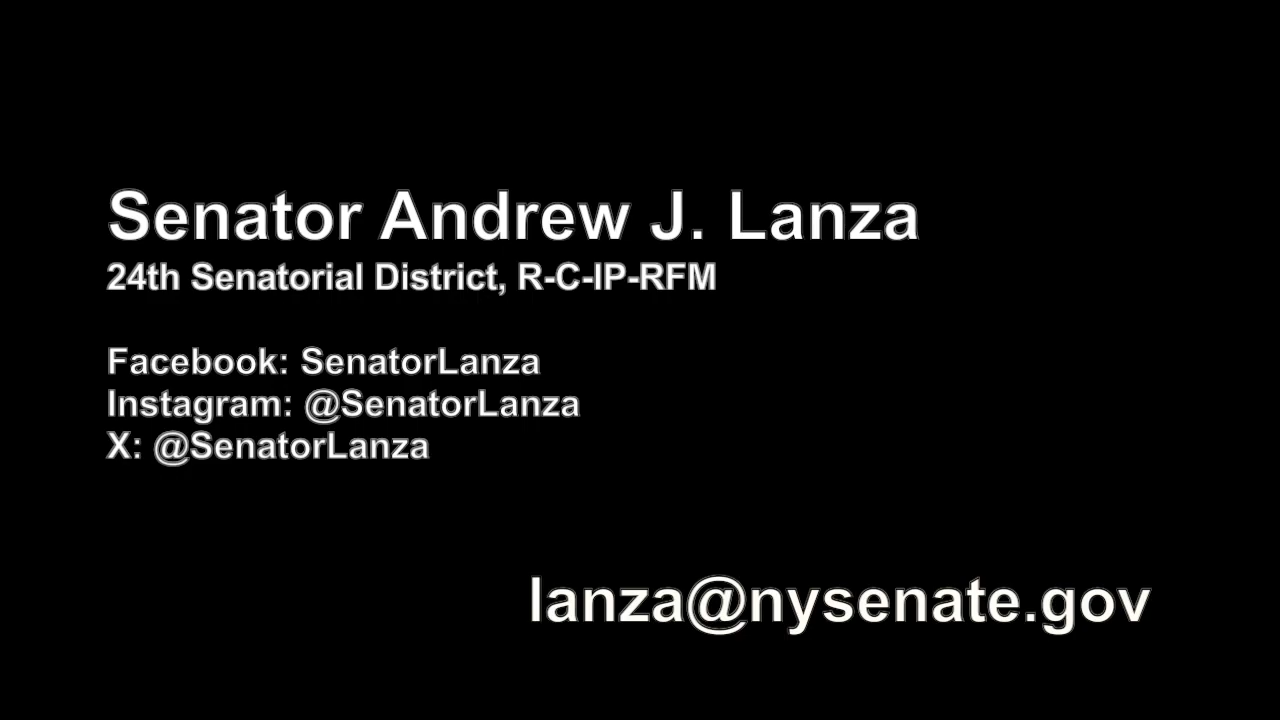 Senator Andrew J. Lanza
24th Senatorial District, R-C-IP-RFM
Facebook: SenatorLanza
Instagram: @SenatorLanza
X: @SenatorLanza
lanza@nysenate.gov